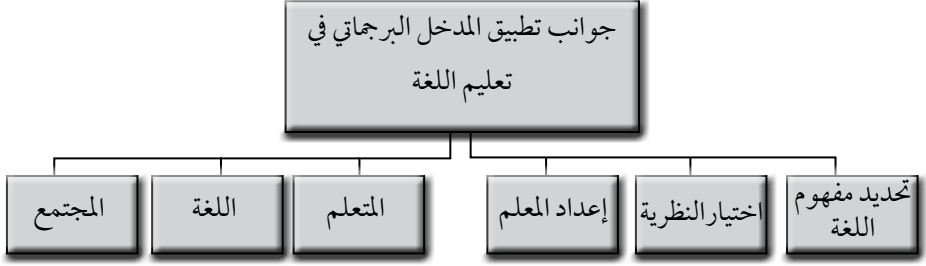 جوانب تطبيق المدخل البرجماتي في
تعليم اللغة
تحديد مفهوم
اللغة
اختيار النظرية
إعداد المعلم
المتعلم
اللغة
المجتمع